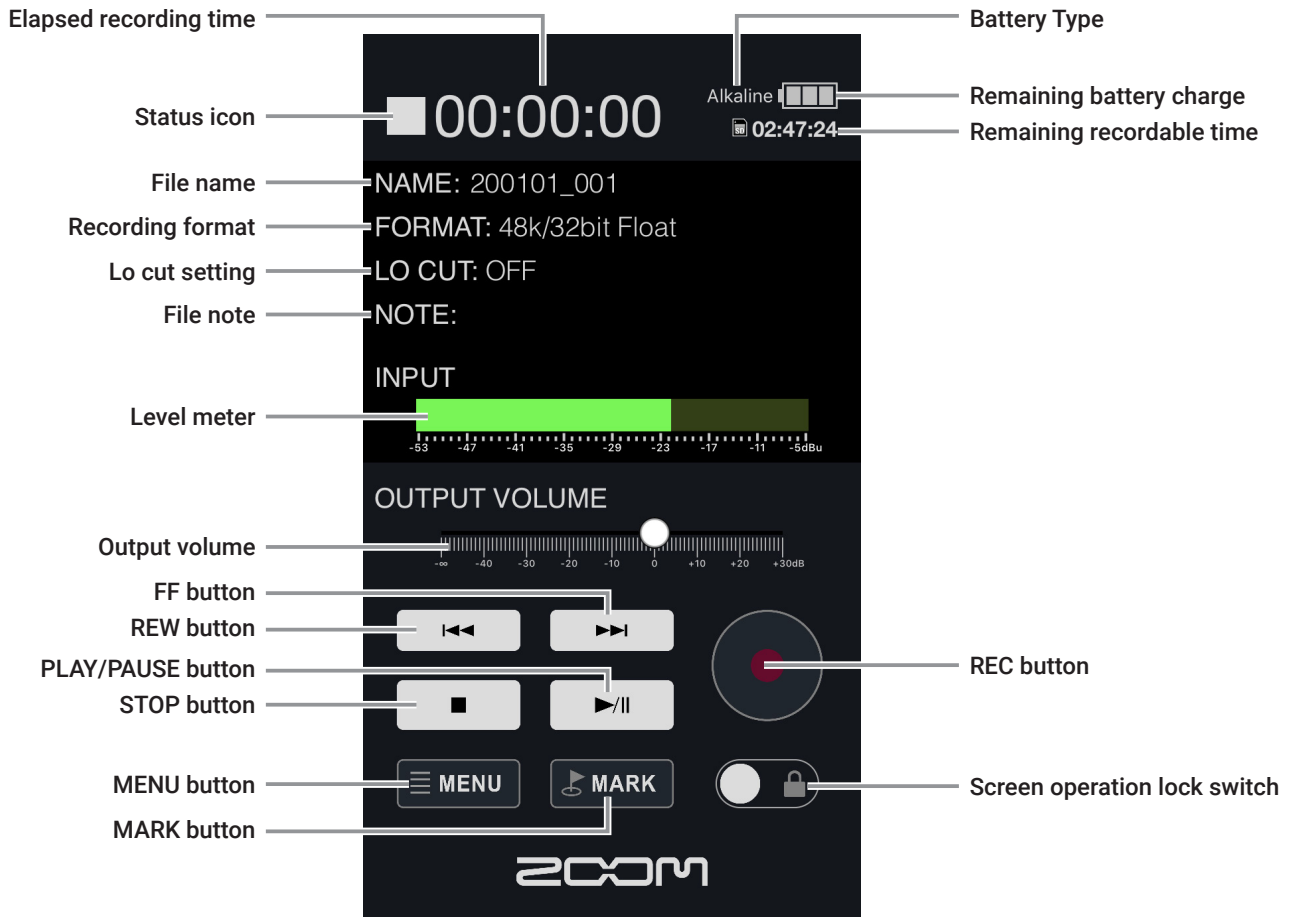 Elapsed recording time
Battery Type
Status icon
00:00:00
Alkaline
Remaining battery charge
SD 02:47:24
Remaining recordable time
File name
NAME: 200101_001
Recording format
FORMAT: 48k/32bit Float
Lo cut setting
LO CUT: OFF
File note
NOTE:
INPUT
Level meter
-53 -47 -41 -35 -29 -23 -17 -11 -5dBu
OUTPUT VOLUME
Output volume
-∞ -40 -30 -20 -10 0 +10 +20 +30dB
FF button
REW button
PLAY/PAUSE button
REC button
STOP button
MENU button
MENU
MARK
Screen operation lock switch
MARK button
ZOOM